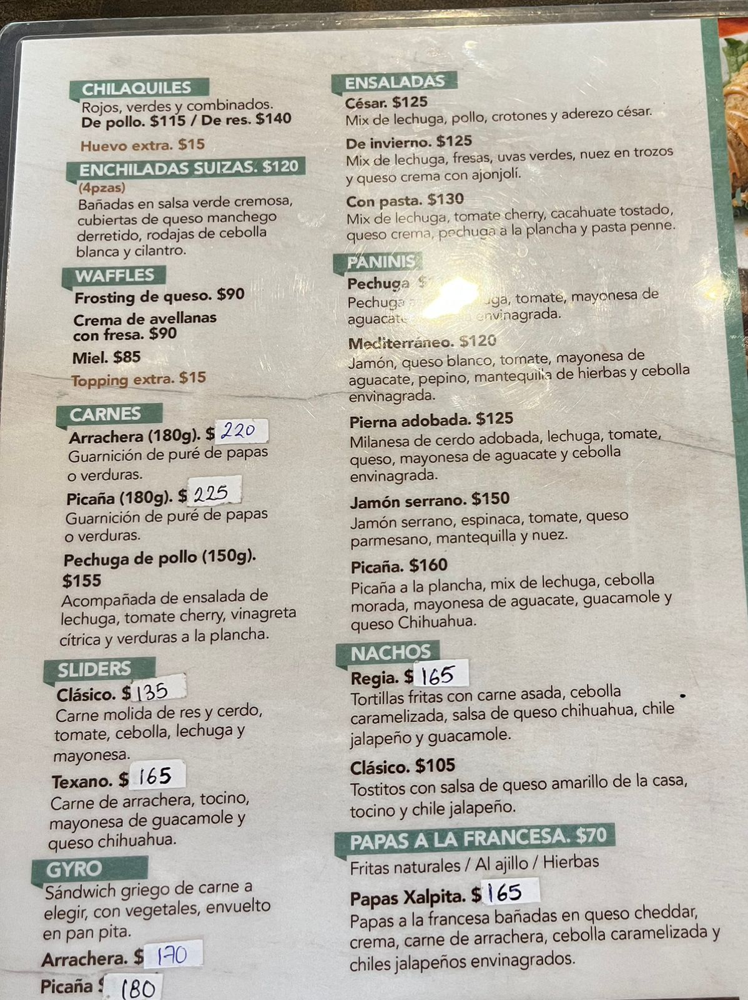 CHILAQUILES
Rojos, verdes y combinados.
De pollo. $115 / De res. $140
Huevo extra. $15
ENCHILADAS SUIZAS. $120
(4pzas)
Bañadas en salsa verde cremosa,
cubiertas de queso manchego
derretido, rodajas de cebolla
blanca y cilantro.
WAFFLES
Frosting de queso. $90
Crema de avellanas
con fresa. $90
Miel. $85
Topping extra. $15
CARNES
Arrachera (180g). $ 220
Guarnición de puré de papas
o verduras.
Picaña (180g). $ 225
Guarnición de puré de papas
o verduras.
Pechuga de pollo (150g).
$155
Acompañada de ensalada de
lechuga, tomate cherry, vinagreta
cítrica y verduras a la plancha.
SLIDERS
Clásico. $ 135
Carne molida de res y cerdo,
tomate, cebolla, lechuga y
mayonesa.
Texano. $ 165
Carne de arrachera, tocino,
mayonesa de guacamole y
queso chihuahua.
GYRO
Sándwich griego de carne a
elegir, con vegetales, envuelto
en pan pita.
Arrachera. $ 170
Picaña $ 180
ENSALADAS
César. $125
Mix de lechuga, pollo, crotones y aderezo césar.
De invierno. $125
Mix de lechuga, fresas, uvas verdes, nuez en trozos
y queso crema con ajonjolí.
Con pasta. $130
Mix de lechuga, tomate cherry, cacahuate tostado,
queso crema, pechuga a la plancha y pasta penne.
PANINIS
Pechuga
Pechuga tomate, mayonesa de
aguacate envinagrada.
Mediterráneo. $120
Jamón, queso blanco, tomate, mayonesa de
aguacate, pepino, mantequilla de hierbas y cebolla
envinagrada.
Pierna adobada. $125
Milanesa de cerdo adobada, lechuga, tomate,
queso, mayonesa de aguacate y cebolla
envinagrada.
Jamón serrano. $150
Jamón serrano, espinaca, tomate, queso
parmesano, mantequilla y nuez.
Picaña. $160
Picaña a la plancha, mix de lechuga, cebolla
morada, mayonesa de aguacate, guacamole y
queso Chihuahua.
NACHOS
Regia. $ 165
Tortillas fritas con carne asada, cebolla
caramelizada, salsa de queso chihuahua, chile
jalapeño y guacamole.
Clásico. $105
Tostitos con salsa de queso amarillo de la casa,
tocino y chile jalapeño.
PAPAS A LA FRANCESA. $70
Fritas naturales / Al ajillo / Hierbas
Papas Xalpita. $ 165
Papas a la francesa bañadas en queso cheddar,
crema, carne de arrachera, cebolla caramelizada y
chiles jalapeños envinagrados.